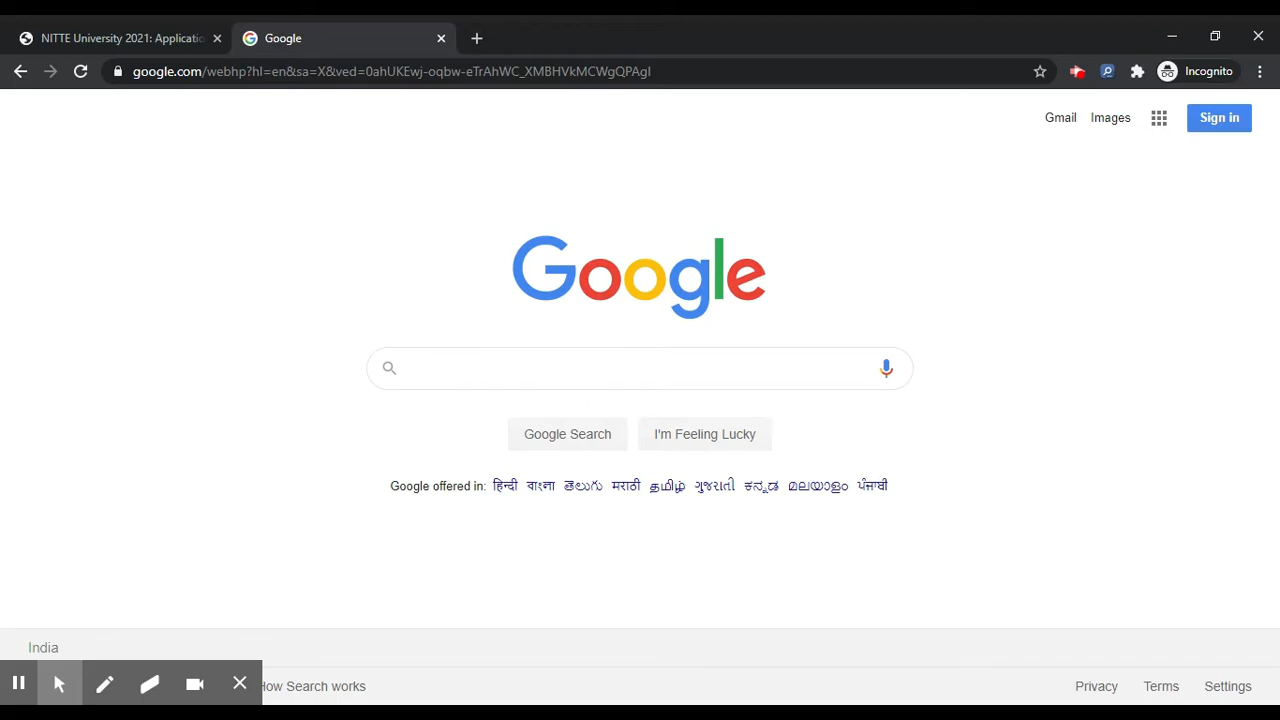 NITTE University 2021: Applicatio
Google
google.com/webhp?hl=en&sa=X&ved=0ahUKEwj-oqbw-eTrAhWC_XMBHVkMCWgQPAgI
Incognito
Gmail Images Sign in
Google
Google Search I'm Feeling Lucky
Google offered in: हिन्दी বাংলা తెలుగు मराठी தமிழ் ગુજરાતી ಕನ್ನಡ മലയാളം ਪੰਜਾਬੀ
India
How Search works Privacy Terms Settings